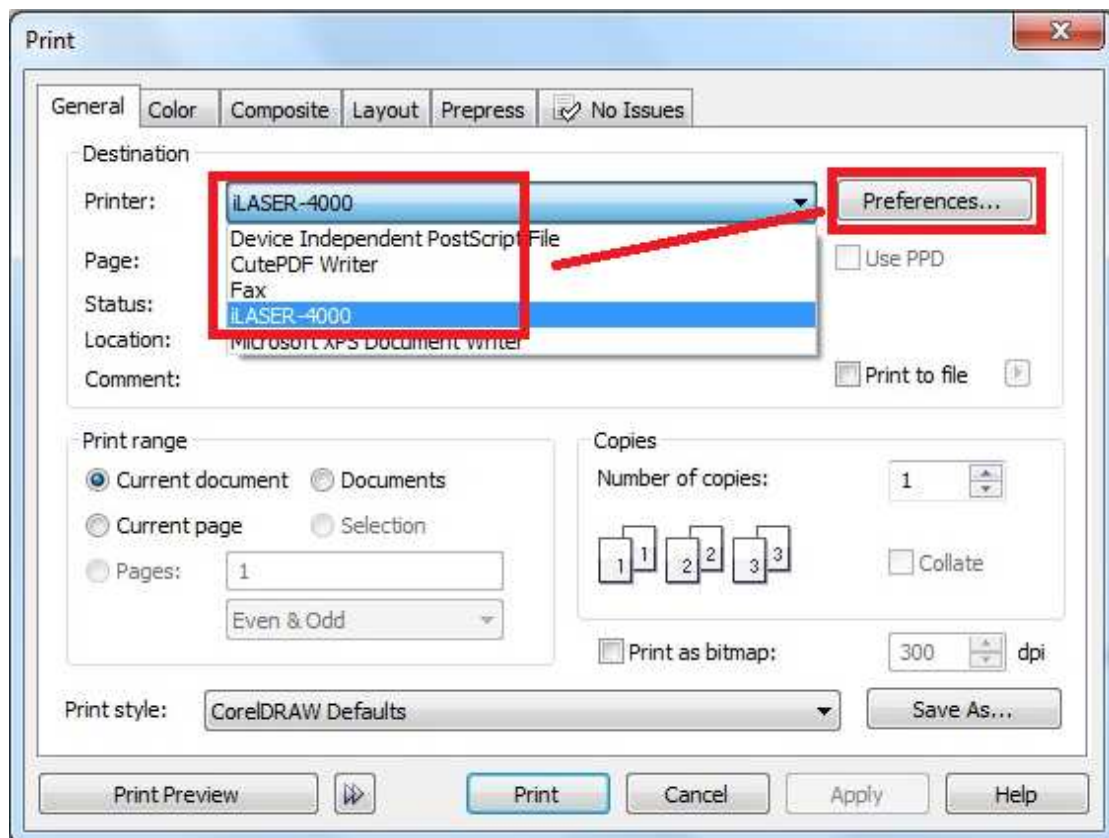 Print
General Color Composite Layout Prepress No Issues
Destination
Printer: iLASER-4000 Preferences...
Device Independent PostScript File
Page: CutePDF Writer Use PPD
Fax
Status: iLASER-4000
Location: Microsoft XPS Document Writer
Comment: Print to file
Print range
Current document Documents
Current page Selection
Pages: 1
Even & Odd
Copies
Number of copies: 1
1 1 2 2 3 3
Collate
Print as bitmap: 300 dpi
Print style: CorelDRAW Defaults Save As...
Print Preview Print Cancel Apply Help